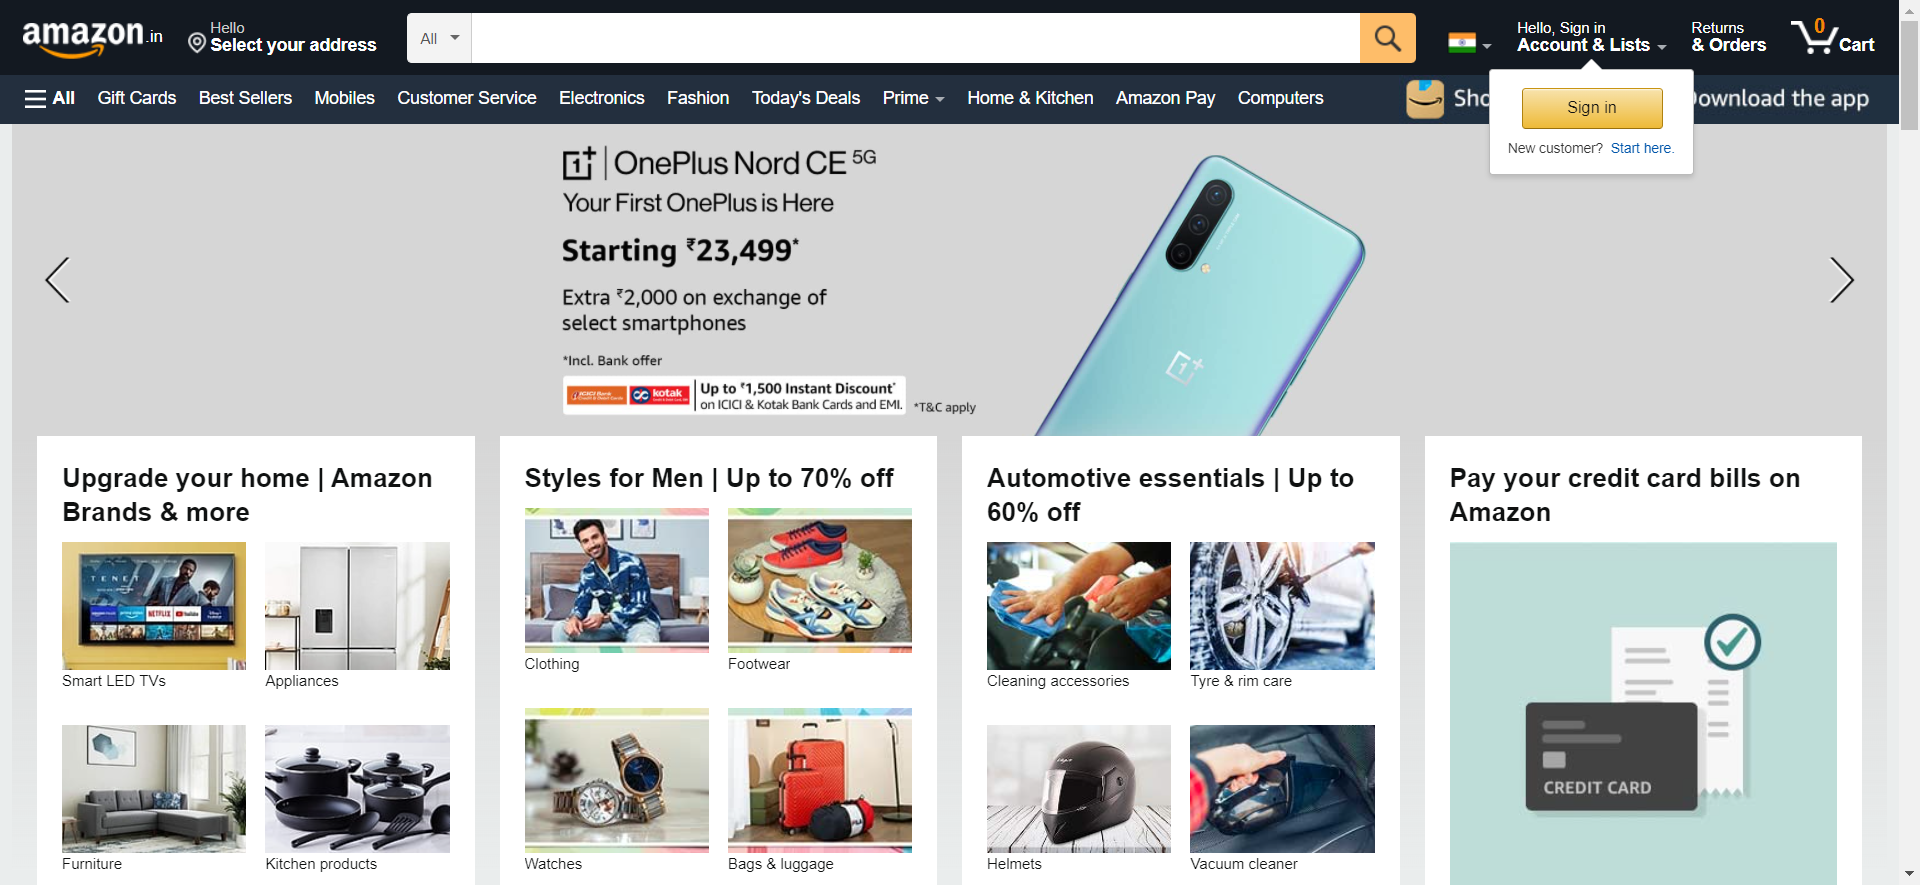 amazon.in
Hello
Select your address
All
Hello, Sign in
Account & Lists
Returns
& Orders
0
Cart
All
Gift Cards
Best Sellers
Mobiles
Customer Service
Electronics
Fashion
Today's Deals
Prime
Home & Kitchen
Amazon Pay
Computers
Sho
ownload the app
Sign in
New customer? Start here.
OnePlus Nord CE 5G
Your First OnePlus is Here
Starting ₹23,499*
Extra ₹2,000 on exchange of
select smartphones
*Incl. Bank offer
ICICI Bank
kotak
Up to ₹1,500 Instant Discount*
on ICICI & Kotak Bank Cards and EMI.
*T&C apply
Upgrade your home | Amazon
Brands & more
TENET
NETFLIX
Smart LED TVs
Appliances
Furniture
Kitchen products
Styles for Men | Up to 70% off
Clothing
Footwear
Watches
FILA
Bags & luggage
Automotive essentials | Up to
60% off
Cleaning accessories
Tyre & rim care
Helmets
Vacuum cleaner
Pay your credit card bills on
Amazon
CREDIT CARD